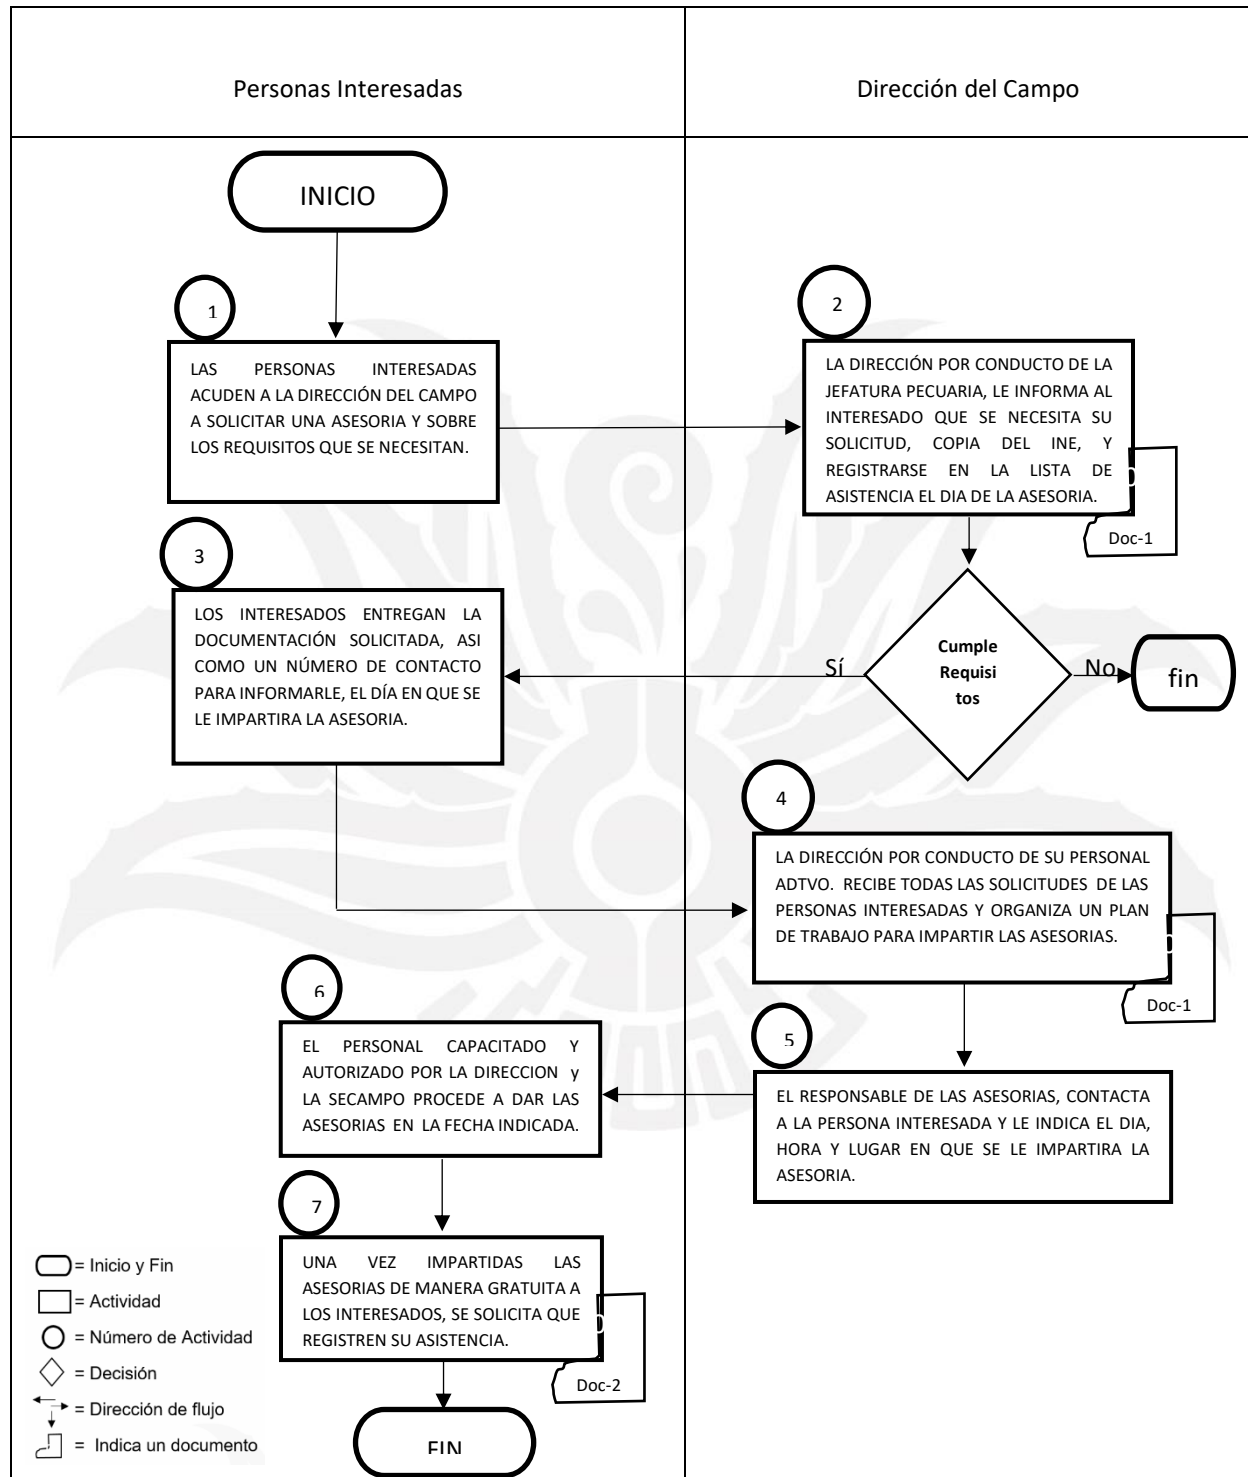 Personas Interesadas
Dirección del Campo
INICIO
1
LAS PERSONAS INTERESADAS
ACUDEN A LA DIRECCIÓN DEL CAMPO
A SOLICITAR UNA ASESORIA Y SOBRE
LOS REQUISITOS QUE SE NECESITAN.
2
LA DIRECCIÓN POR CONDUCTO DE LA
JEFATURA PECUARIA, LE INFORMA AL
INTERESADO QUE SE NECESITA SU
SOLICITUD, COPIA DEL INE, Y
REGISTRARSE EN LA LISTA DE
ASISTENCIA EL DIA DE LA ASESORIA.
Doc-1
3
LOS INTERESADOS ENTREGAN LA
DOCUMENTACIÓN SOLICITADA, ASI
COMO UN NÚMERO DE CONTACTO
PARA INFORMARLE, EL DÍA EN QUE SE
LE IMPARTIRA LA ASESORIA.
Sí
Cumple
Requisi
tos
No
fin
4
LA DIRECCIÓN POR CONDUCTO DE SU PERSONAL
ADTVO. RECIBE TODAS LAS SOLICITUDES DE LAS
PERSONAS INTERESADAS Y ORGANIZA UN PLAN
DE TRABAJO PARA IMPARTIR LAS ASESORIAS.
Doc-1
5
EL RESPONSABLE DE LAS ASESORIAS, CONTACTA
A LA PERSONA INTERESADA Y LE INDICA EL DIA,
HORA Y LUGAR EN QUE SE LE IMPARTIRA LA
ASESORIA.
6
EL PERSONAL CAPACITADO Y
AUTORIZADO POR LA DIRECCION y
LA SECAMPO PROCEDE A DAR LAS
ASESORIAS EN LA FECHA INDICADA.
7
UNA VEZ IMPARTIDAS LAS
ASESORIAS DE MANERA GRATUITA A
LOS INTERESADOS, SE SOLICITA QUE
REGISTREN SU ASISTENCIA.
Doc-2
FIN
= Inicio y Fin
= Actividad
= Número de Actividad
= Decisión
= Dirección de flujo
= Indica un documento